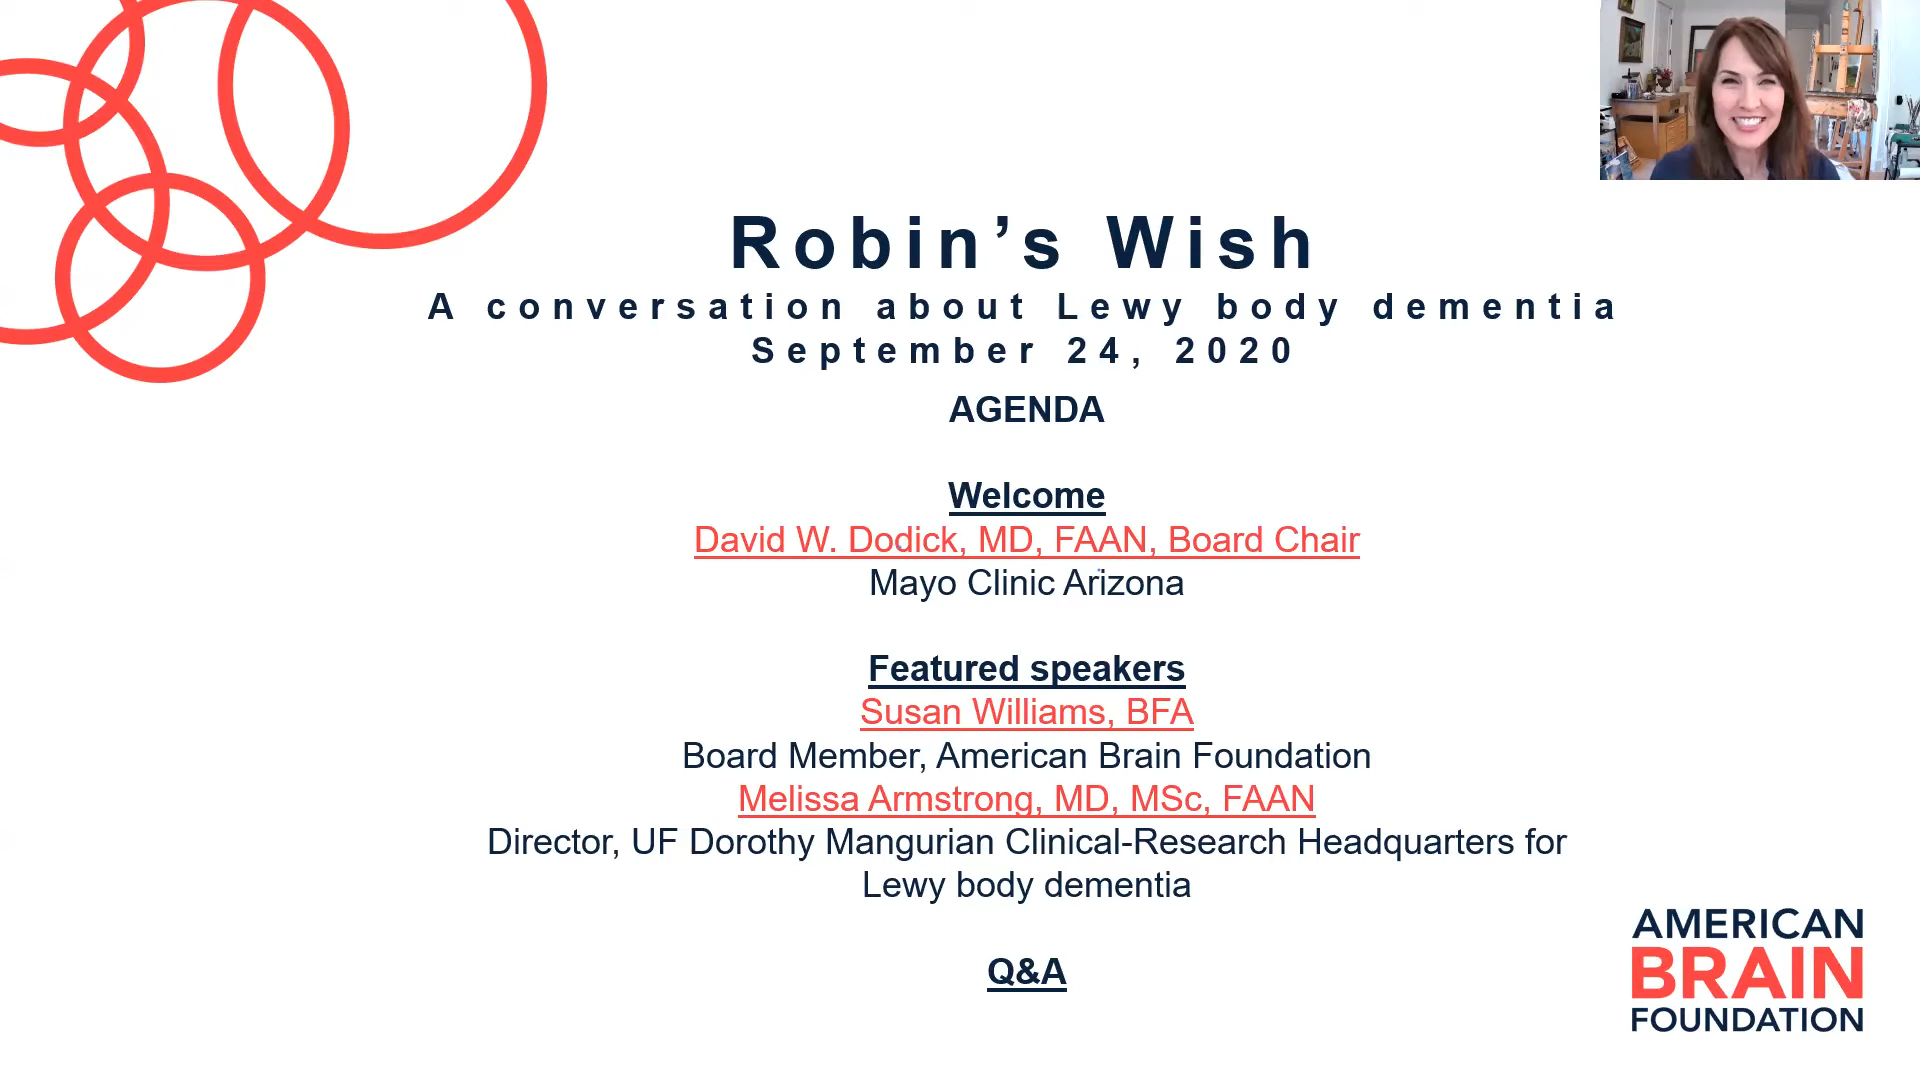 Robin’s Wish
A conversation about Lewy body dementia
September 24, 2020
AGENDA
Welcome
David W. Dodick, MD, FAAN, Board Chair
Mayo Clinic Arizona
Featured speakers
Susan Williams, BFA
Board Member, American Brain Foundation
Melissa Armstrong, MD, MSc, FAAN
Director, UF Dorothy Mangurian Clinical-Research Headquarters for
Lewy body dementia
Q&A
AMERICAN
BRAIN
FOUNDATION